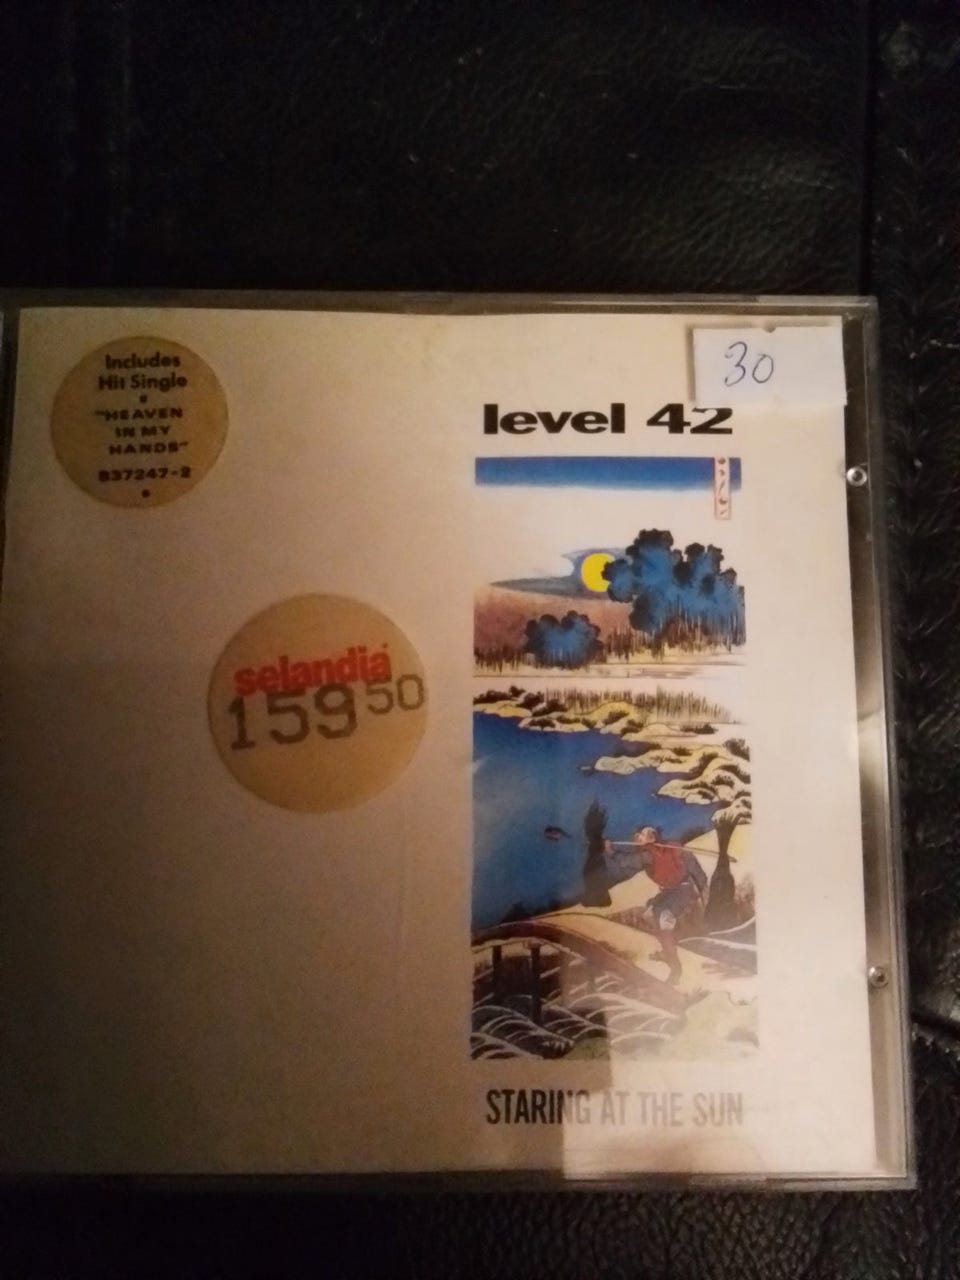 Includes
Hit Single
"HEAVEN
IN MY
HANDS"
837247-2
30
level 42
selandia
159 50
STARING AT THE SUN